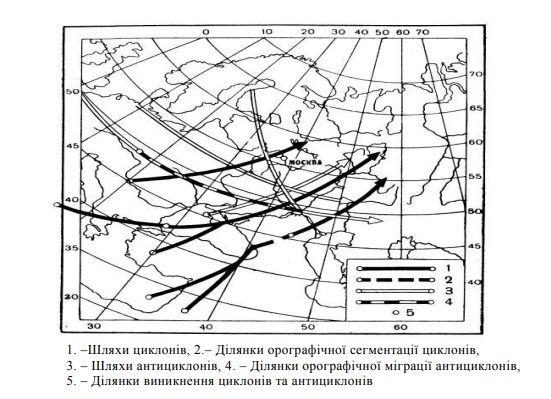 0 10 20 30 40 50 60 70
50
45
40
35
30
70
65
60
55
50
45
40
МОСКВА
1
2
3
4
5
30 40 50 60
1. –Шляхи циклонів, 2.– Ділянки орографічної сегментації циклонів,
3. – Шляхи антициклонів, 4. – Ділянки орографічної міграції антициклонів,
5. – Ділянки виникнення циклонів та антициклонів